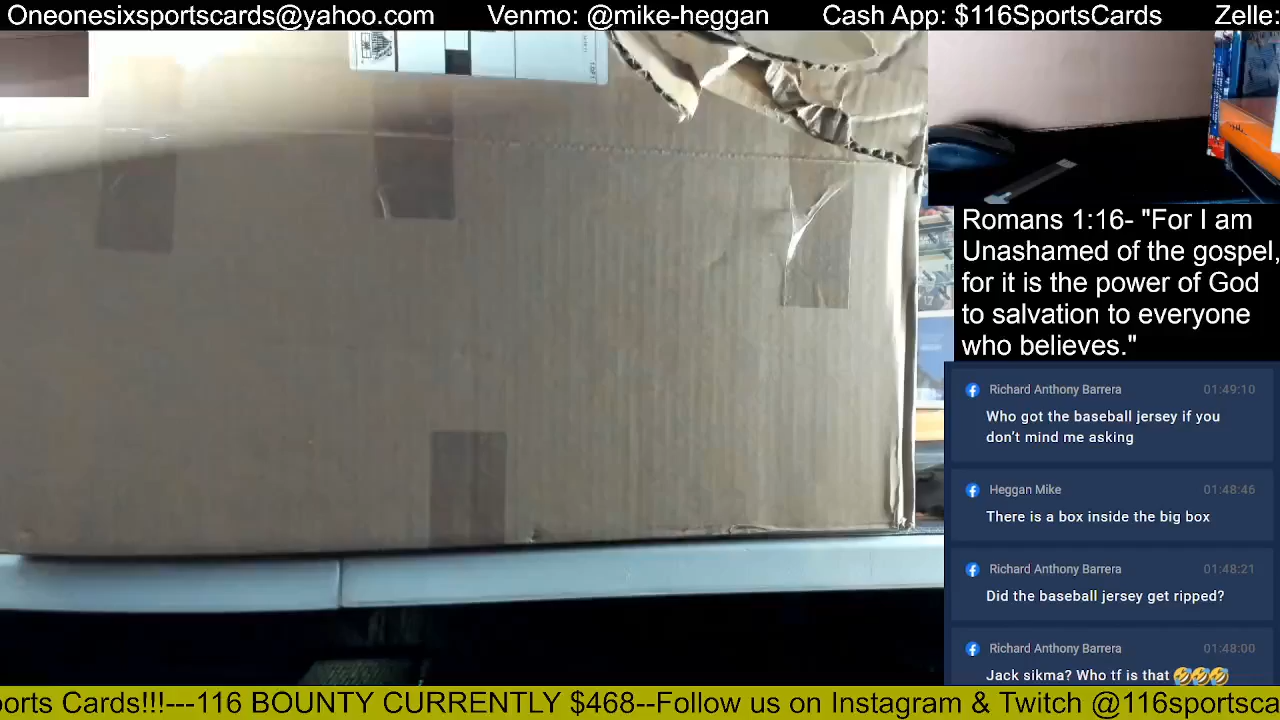 Oneonesixsportscards@yahoo.com Venmo: @mike-heggan Cash App: $116SportsCards Zelle:
Romans 1:16- "For I am
Unashamed of the gospel,
for it is the power of God
to salvation to everyone
who believes."
Richard Anthony Barrera 01:49:10
Who got the baseball jersey if you
don't mind me asking
Heggan Mike 01:48:46
There is a box inside the big box
Richard Anthony Barrera 01:48:21
Did the baseball jersey get ripped?
Richard Anthony Barrera 01:48:00
Jack sikma? Who tf is that 🤣🤣🤣
orts Cards!!!---116 BOUNTY CURRENTLY $468--Follow us on Instagram & Twitch @116sportsca